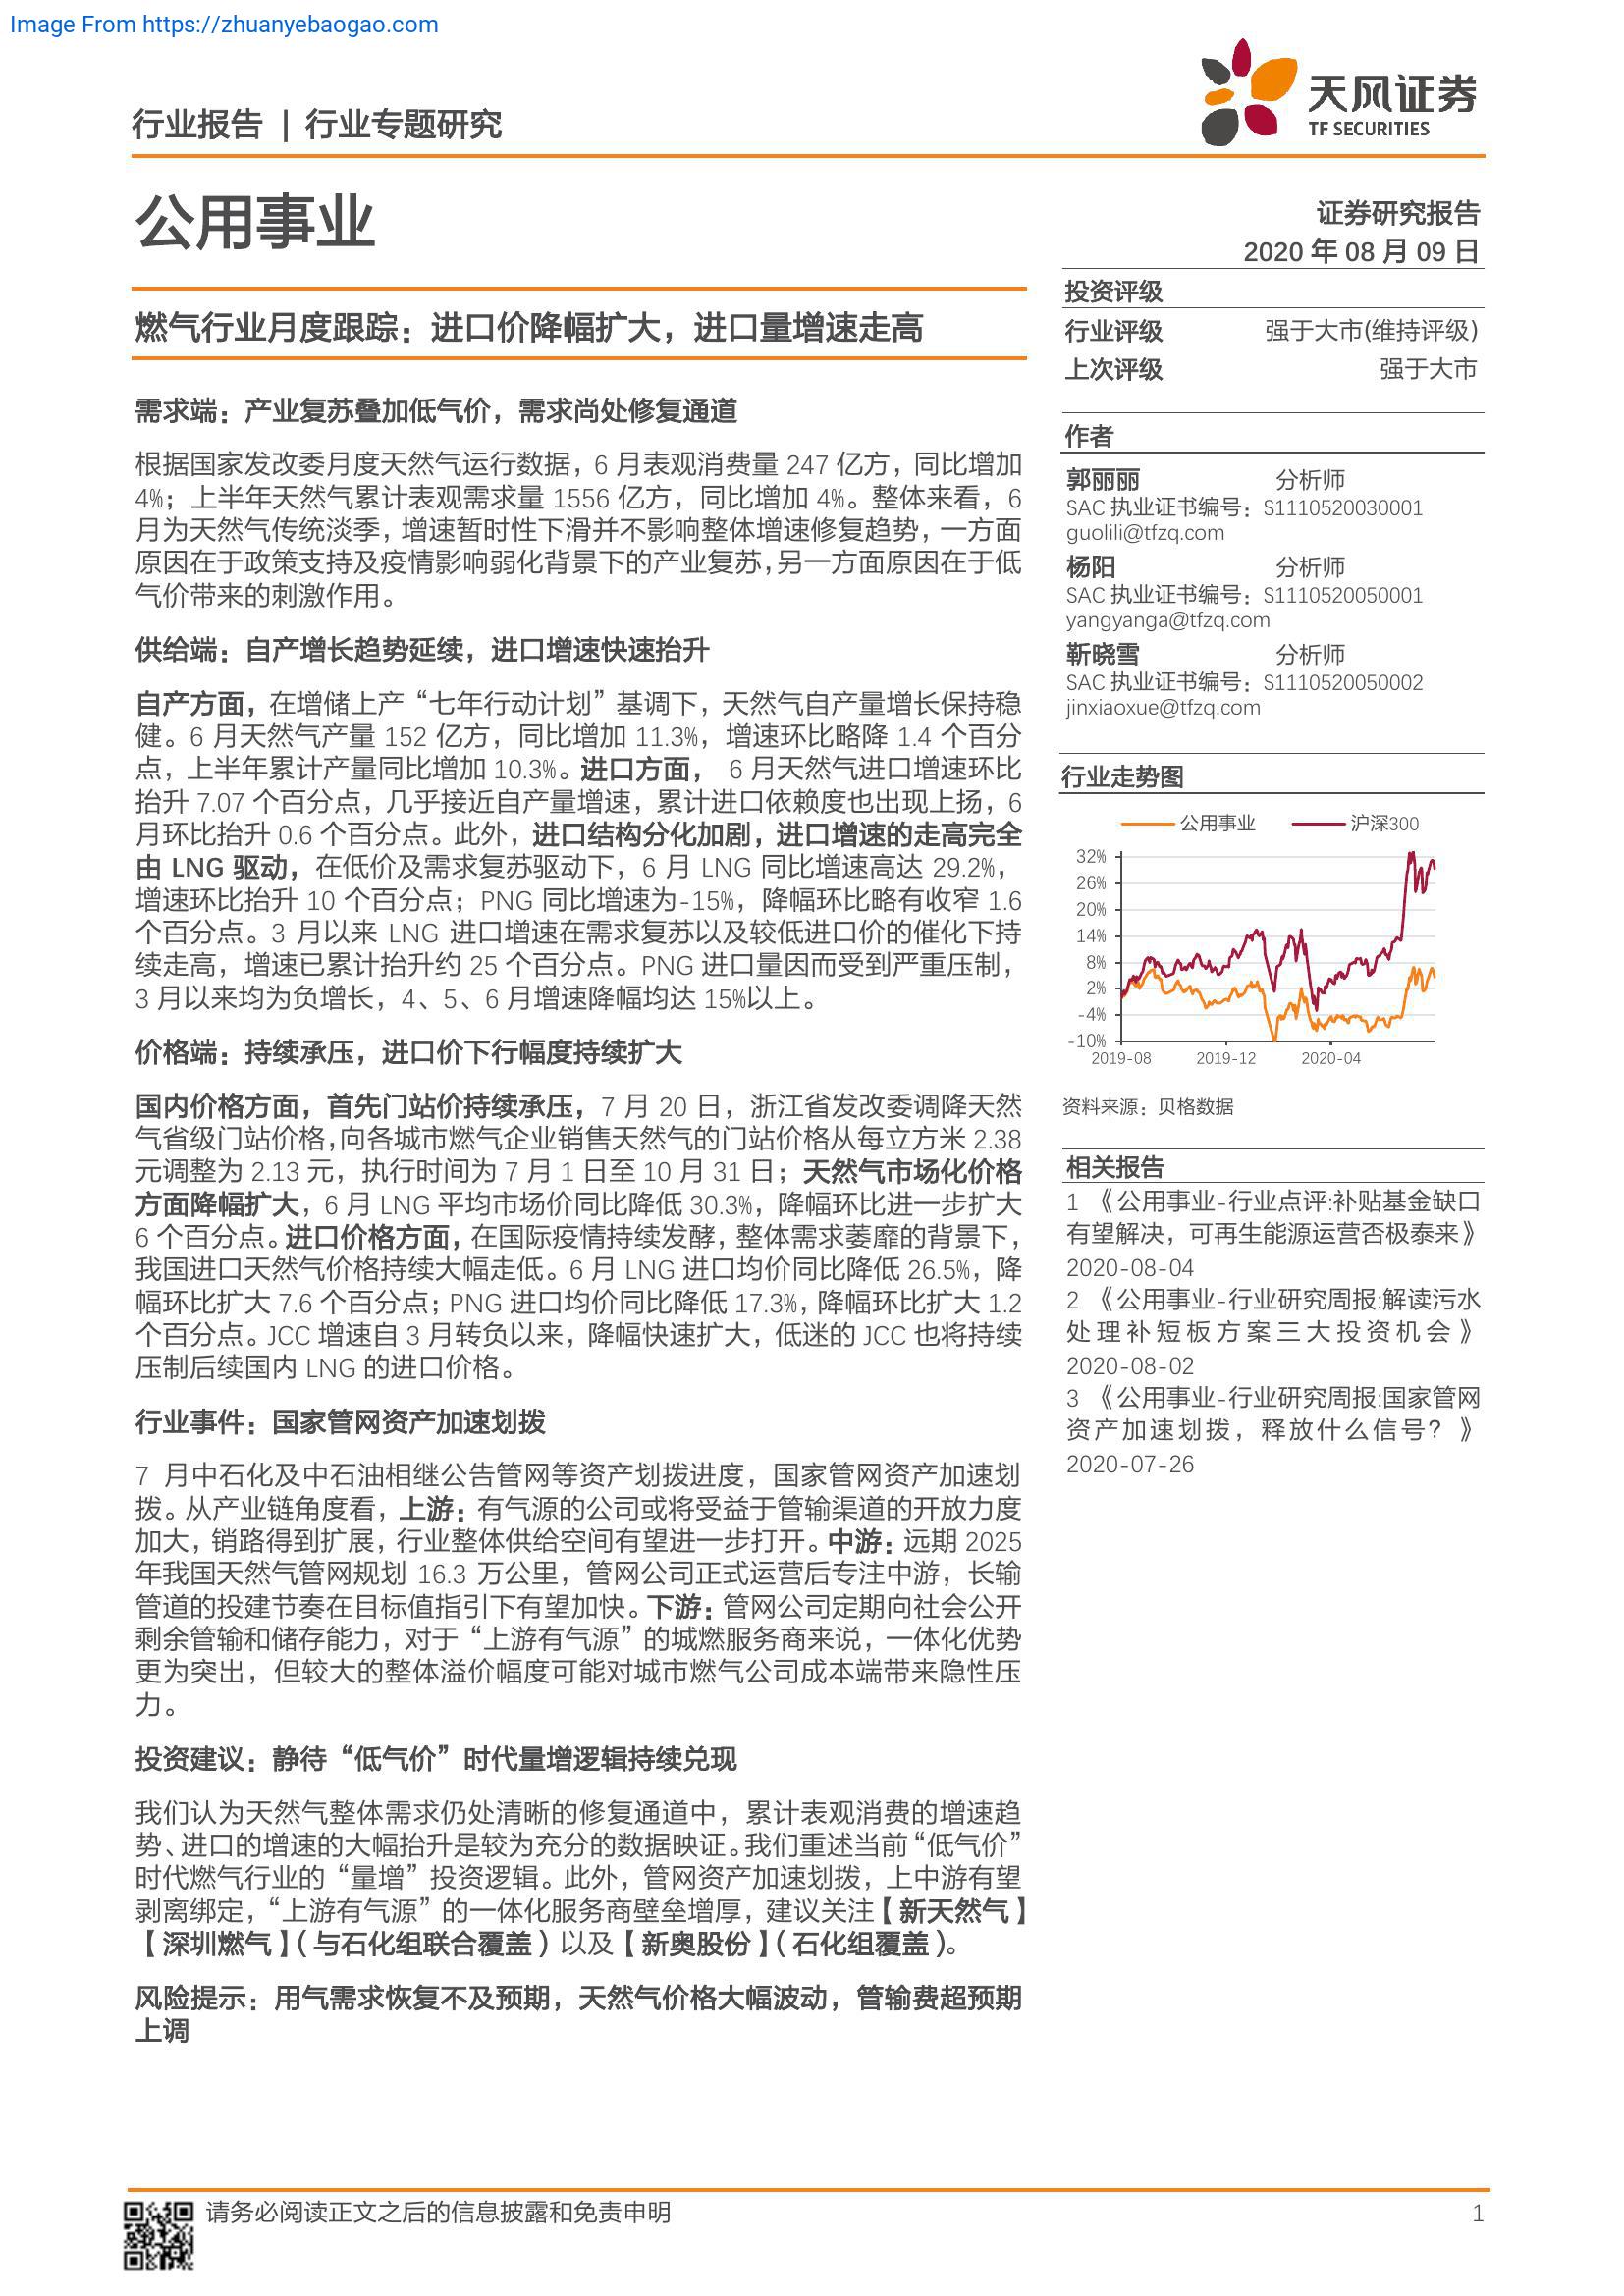 Image From https://zhuanyebaogao.com
行业报告 | 行业专题研究
天风证券
TF SECURITIES
公用事业
证券研究报告
2020 年 08 月 09 日
燃气行业月度跟踪：进口价降幅扩大，进口量增速走高
需求端：产业复苏叠加低气价，需求尚处修复通道
根据国家发改委月度天然气运行数据，6 月表观消费量 247 亿方，同比增加
4%；上半年天然气累计表观需求量 1556 亿方，同比增加 4%。整体来看，6
月为天然气传统淡季，增速暂时性下滑并不影响整体增速修复趋势，一方面
原因在于政策支持及疫情影响弱化背景下的产业复苏，另一方面原因在于低
气价带来的刺激作用。
供给端：自产增长趋势延续，进口增速快速抬升
自产方面，在增储上产“七年行动计划”基调下，天然气自产量增长保持稳
健。6 月天然气产量 152 亿方，同比增加 11.3%，增速环比略降 1.4 个百分
点，上半年累计产量同比增加 10.3%。进口方面， 6 月天然气进口增速环比
抬升 7.07 个百分点，几乎接近自产量增速，累计进口依赖度也出现上扬，6
月环比抬升 0.6 个百分点。此外，进口结构分化加剧，进口增速的走高完全
由 LNG 驱动，在低价及需求复苏驱动下，6 月 LNG 同比增速高达 29.2%，
增速环比抬升 10 个百分点；PNG 同比增速为-15%，降幅环比略有收窄 1.6
个百分点。3 月以来 LNG 进口增速在需求复苏以及较低进口价的催化下持
续走高，增速已累计抬升约 25 个百分点。PNG 进口量因而受到严重压制，
3 月以来均为负增长，4、5、6 月增速降幅均达 15%以上。
价格端：持续承压，进口价下行幅度持续扩大
国内价格方面，首先门站价持续承压，7 月 20 日，浙江省发改委调降天然
气省级门站价格，向各城市燃气企业销售天然气的门站价格从每立方米 2.38
元调整为 2.13 元，执行时间为 7 月 1 日至 10 月 31 日；天然气市场化价格
方面降幅扩大，6 月 LNG 平均市场价同比降低 30.3%，降幅环比进一步扩大
6 个百分点。进口价格方面，在国际疫情持续发酵，整体需求萎靡的背景下，
我国进口天然气价格持续大幅走低。6 月 LNG 进口均价同比降低 26.5%，降
幅环比扩大 7.6 个百分点；PNG 进口均价同比降低 17.3%，降幅环比扩大 1.2
个百分点。JCC 增速自 3 月转负以来，降幅快速扩大，低迷的 JCC 也将持续
压制后续国内 LNG 的进口价格。
行业事件：国家管网资产加速划拨
7 月中石化及中石油相继公告管网等资产划拨进度，国家管网资产加速划
拨。从产业链角度看，上游：有气源的公司或将受益于管输渠道的开放力度
加大，销路得到扩展，行业整体供给空间有望进一步打开。中游：远期 2025
年我国天然气管网规划 16.3 万公里，管网公司正式运营后专注中游，长输
管道的投建节奏在目标值指引下有望加快。下游：管网公司定期向社会公开
剩余管输和储存能力，对于“上游有气源”的城燃服务商来说，一体化优势
更为突出，但较大的整体溢价幅度可能对城市燃气公司成本端带来隐性压
力。
投资建议：静待“低气价”时代量增逻辑持续兑现
我们认为天然气整体需求仍处清晰的修复通道中，累计表观消费的增速趋
势、进口的增速的大幅抬升是较为充分的数据映证。我们重述当前“低气价”
时代燃气行业的“量增”投资逻辑。此外，管网资产加速划拨，上中游有望
剥离绑定，“上游有气源”的一体化服务商壁垒增厚，建议关注【新天然气】
【深圳燃气】（与石化组联合覆盖）以及【新奥股份】（石化组覆盖）。
风险提示：用气需求恢复不及预期，天然气价格大幅波动，管输费超预期
上调
投资评级
行业评级 强于大市(维持评级)
上次评级 强于大市
作者
郭丽丽 分析师
SAC 执业证书编号：S1110520030001
guolili@tfzq.com
杨阳 分析师
SAC 执业证书编号：S1110520050001
yangyanga@tfzq.com
靳晓雪 分析师
SAC 执业证书编号：S1110520050002
jinxiaoxue@tfzq.com
行业走势图
公用事业 沪深300
32%
26%
20%
14%
8%
2%
-4%
-10%
2019-08 2019-12 2020-04
资料来源：贝格数据
相关报告
1 《公用事业-行业点评:补贴基金缺口
有望解决，可再生能源运营否极泰来》
2020-08-04
2 《公用事业-行业研究周报:解读污水
处理补短板方案三大投资机会》
2020-08-02
3 《公用事业-行业研究周报:国家管网
资产加速划拨，释放什么信号？》
2020-07-26
请务必阅读正文之后的信息披露和免责申明 1